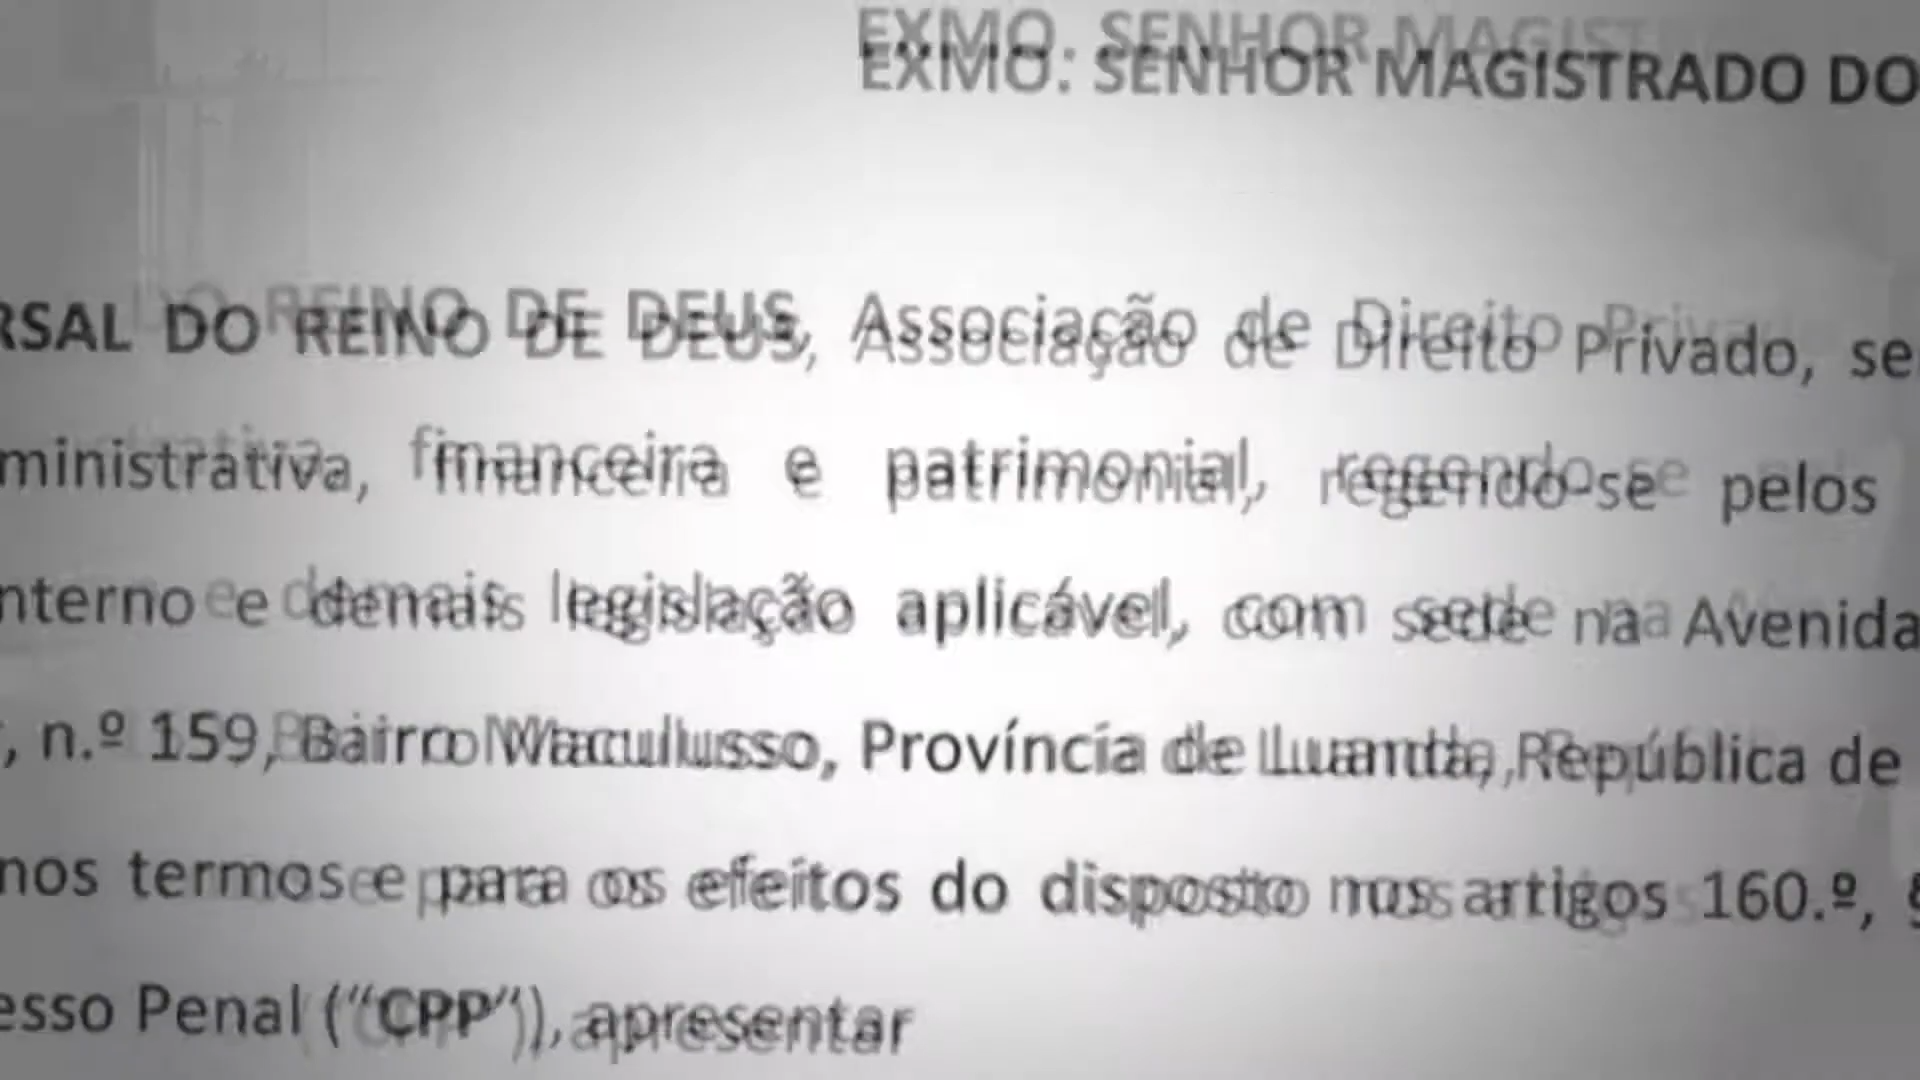 EXMO: SENHOR MAGISTRADO DO
RSAL DO REINO DE DEUS, Associação de Direito Privado, se
ministrativa, financeira e patrimonial, regendo-se pelos
nterno e demais legislação aplicável, com sede na Avenida
, n.º 159, Bairro Maculusso, Província de Luanda, República de
nos termos e para os efeitos do disposto nos artigos 160.º, §
esso Penal (“CPP”), apresentar